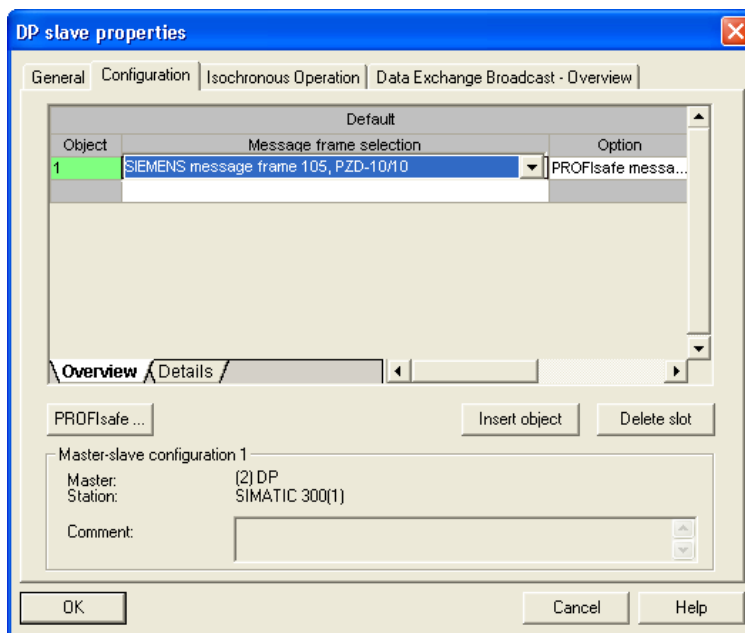 DP slave properties
General Configuration Isochronous Operation Data Exchange Broadcast - Overview
Default
Object Message frame selection Option
1 SIEMENS message frame 105, PZD-10/10 PROFIsafe messa...
Overview Details
PROFIsafe ... Insert object Delete slot
Master-slave configuration 1
Master: (2) DP
Station: SIMATIC 300(1)
Comment:
OK Cancel Help